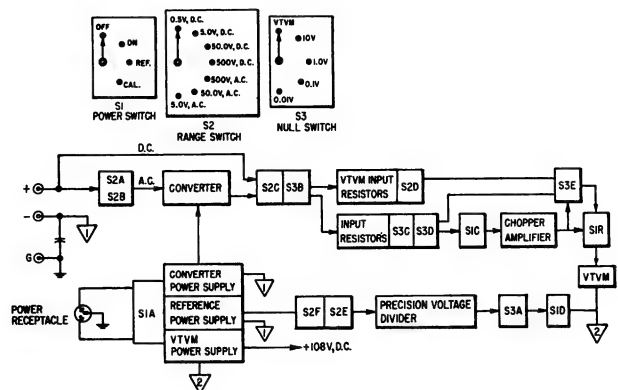 OFF
ON
REF.
CAL.
S1
POWER SWITCH
0.5V, D.C.
5.0V, D.C.
50.0V, D.C.
500V, D.C.
500V, A.C.
50.0V, A.C.
5.0V, A.C.
S2
RANGE SWITCH
VTVM
10V
1.0V
0.1V
0.01V
S3
NULL SWITCH
D.C.
+
S2A
S2B
A.C.
CONVERTER
S2C
S3B
VTVM INPUT
RESISTORS
S2D
S3E
-
1
INPUT
RESISTORS
S3C
S3D
S1C
CHOPPER
AMPLIFIER
S1R
G
VTVM
POWER
RECEPTACLE
S1A
CONVERTER
POWER SUPPLY
1
REFERENCE
POWER SUPPLY
1
VTVM
POWER SUPPLY
+108V, D.C.
2
S2F
S2E
PRECISION VOLTAGE
DIVIDER
S3A
S1D
2